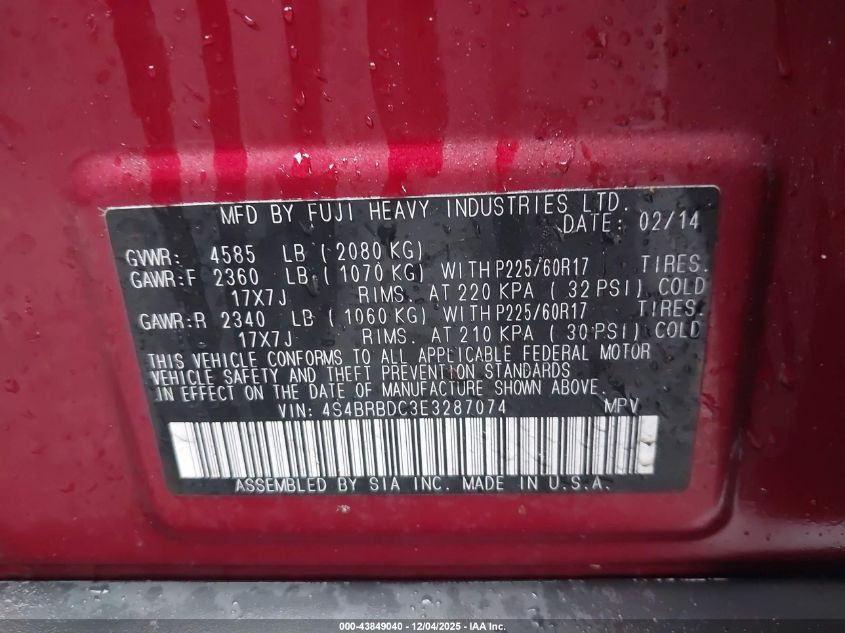 MFD BY FUJI HEAVY INDUSTRIES LTD.
DATE: 02/14
GVWR: 4585 LB ( 2080 KG)
GAWR:F 2360 LB ( 1070 KG) WITH P225/60R17 TIRES.
17X7J RIMS. AT 220 KPA ( 32 PSI) COLD
GAWR:R 2340 LB ( 1060 KG) WITH P225/60R17 TIRES.
17X7J RIMS. AT 210 KPA ( 30 PSI) COLD
THIS VEHICLE CONFORMS TO ALL APPLICABLE FEDERAL MOTOR
VEHICLE SAFETY AND THEFT PREVENTION STANDARDS
IN EFFECT ON THE DATE OF MANUFACTURE SHOWN ABOVE.
VIN: 4S4BRBDC3E3287074 MPV
ASSEMBLED BY SIA INC. MADE IN U.S.A.
000-43849040 - 12/04/2025 - IAA Inc.